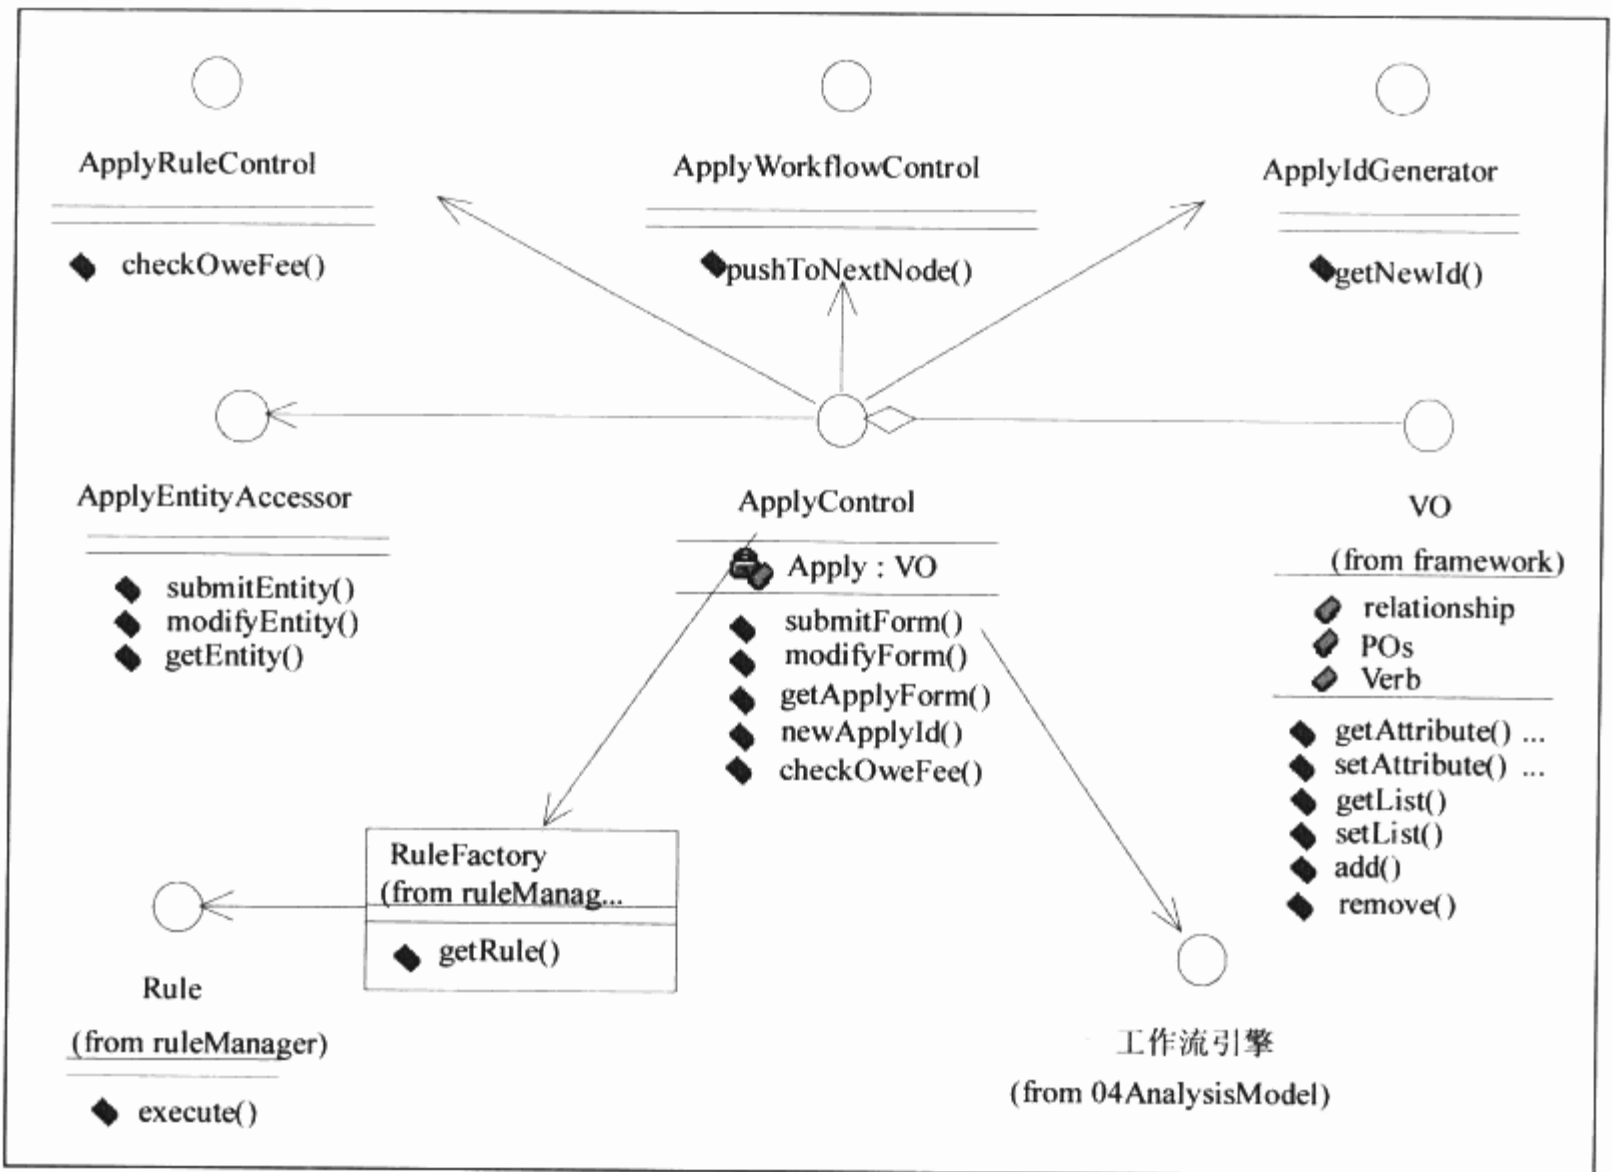 ApplyRuleControl
checkOweFee()
ApplyWorkflowControl
pushToNextNode()
ApplyIdGenerator
getNewId()
ApplyEntityAccessor
submitEntity()
modifyEntity()
getEntity()
ApplyControl
Apply : VO
submitForm()
modifyForm()
getApplyForm()
newApplyId()
checkOweFee()
VO
(from framework)
relationship
POs
Verb
getAttribute() ...
setAttribute() ...
getList()
setList()
add()
remove()
RuleFactory
(from ruleManag...
getRule()
Rule
(from ruleManager)
execute()
工作流引擎
(from 04AnalysisModel)